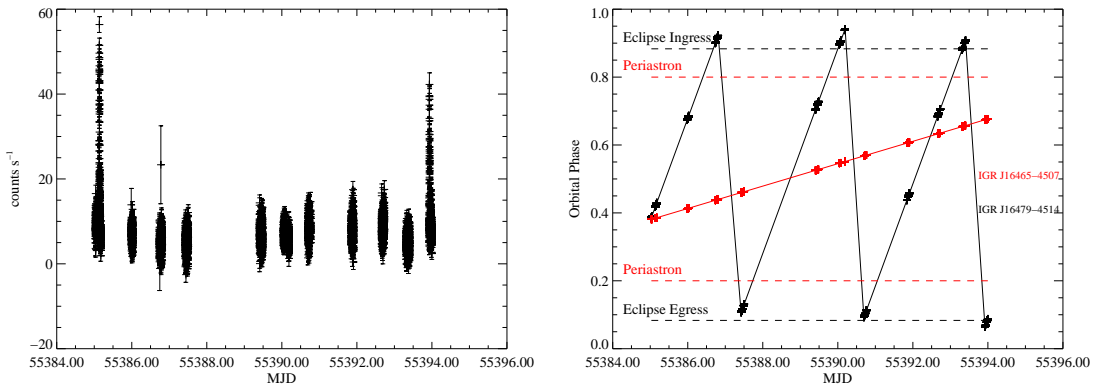 60
40
20
0
−20
counts s⁻¹
55384.00 55386.00 55388.00 55390.00 55392.00 55394.00 55396.00
MJD
1.0
0.8
0.6
0.4
0.2
0.0
Orbital Phase
Eclipse Ingress
Periastron
IGR J16465−4507
IGR J16479−4514
Periastron
Eclipse Egress
55384.00 55386.00 55388.00 55390.00 55392.00 55394.00 55396.00
MJD